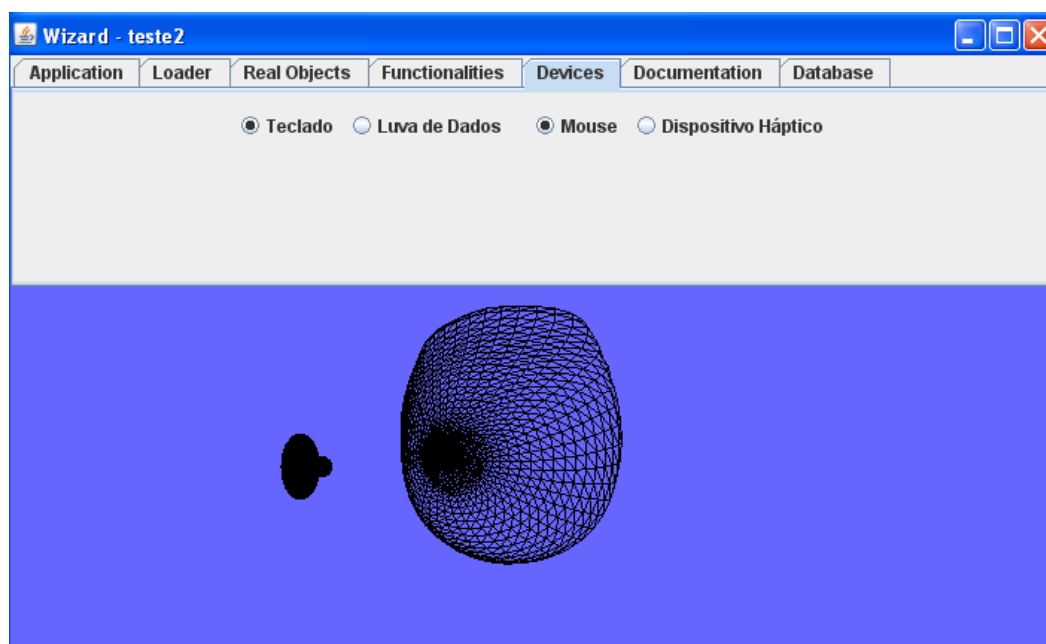 Wizard - teste2
Application Loader Real Objects Functionalities Devices Documentation Database
Teclado Luva de Dados Mouse Dispositivo Háptico